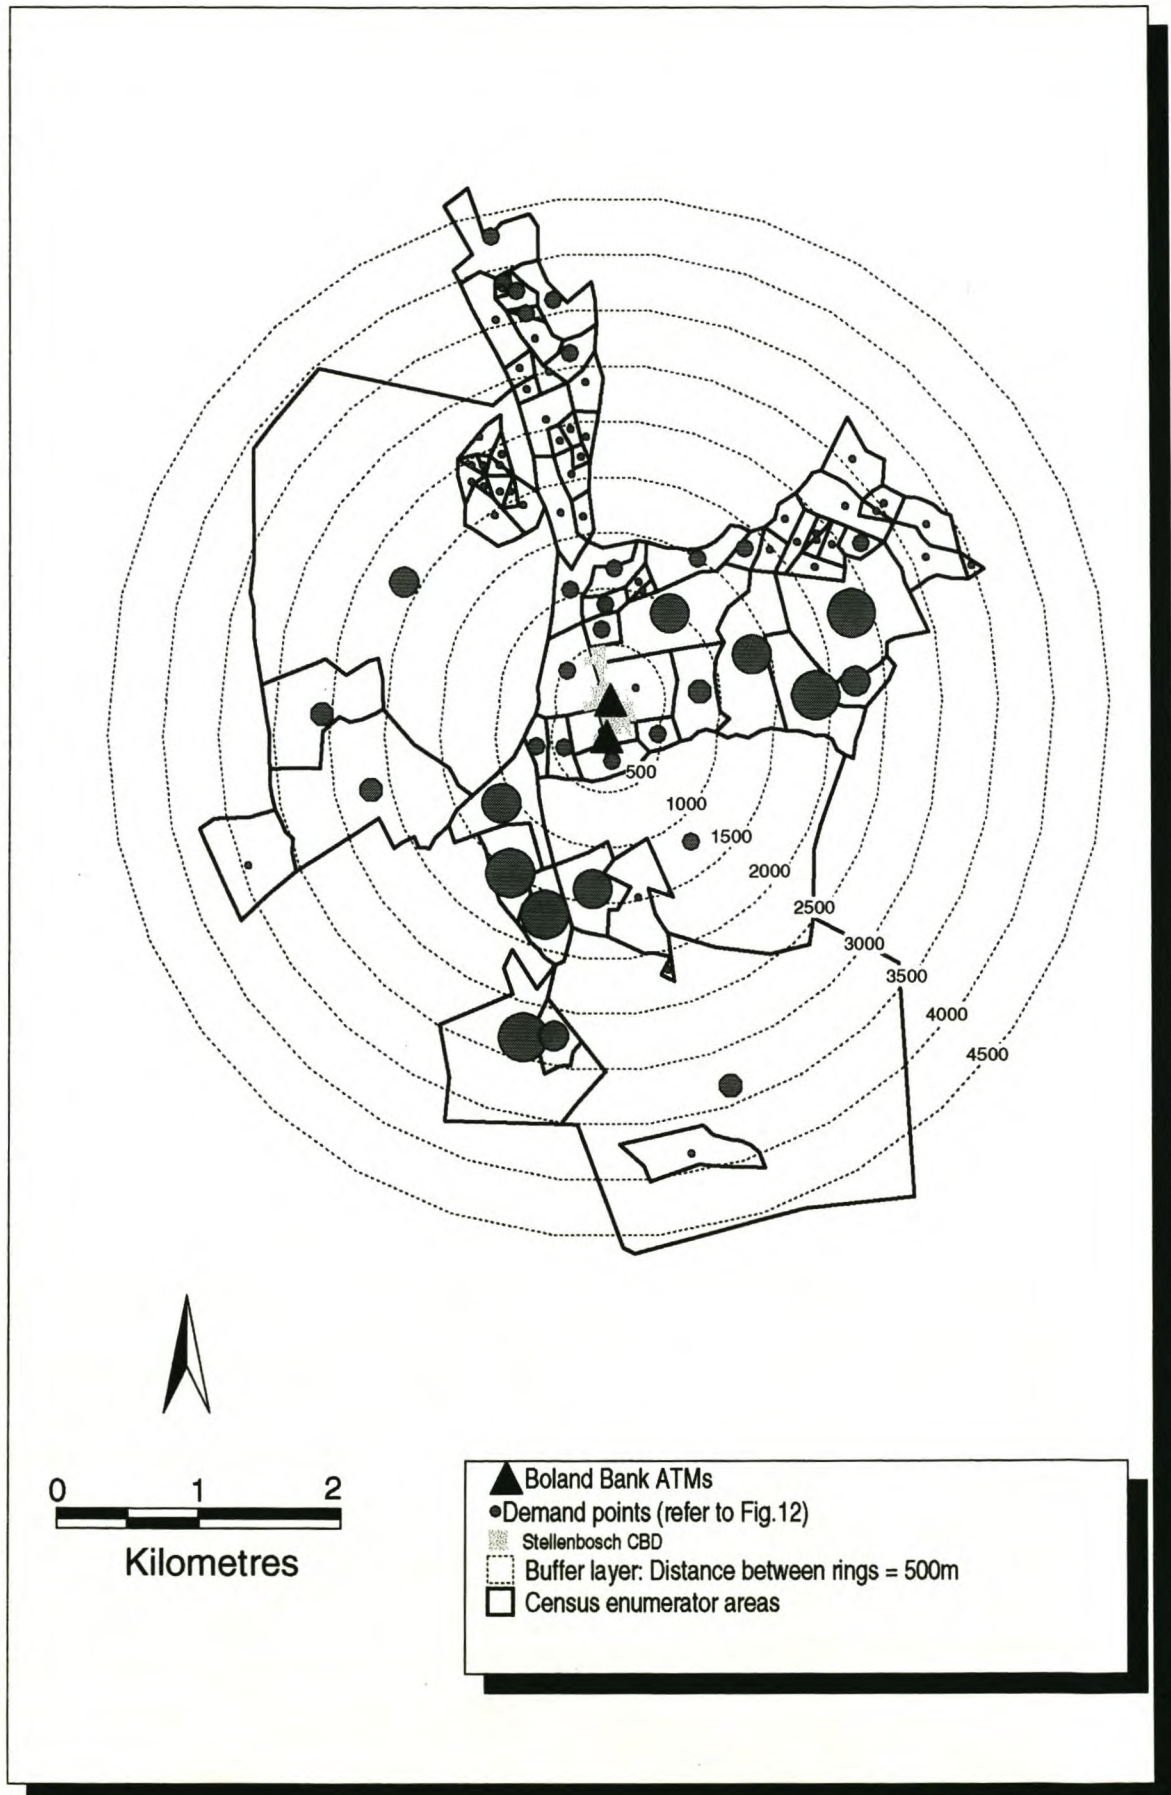 500
1000
1500
2000
2500
3000
3500
4000
4500
0 1 2
Kilometres
Boland Bank ATMs
Demand points (refer to Fig.12)
Stellenbosch CBD
Buffer layer: Distance between rings = 500m
Census enumerator areas